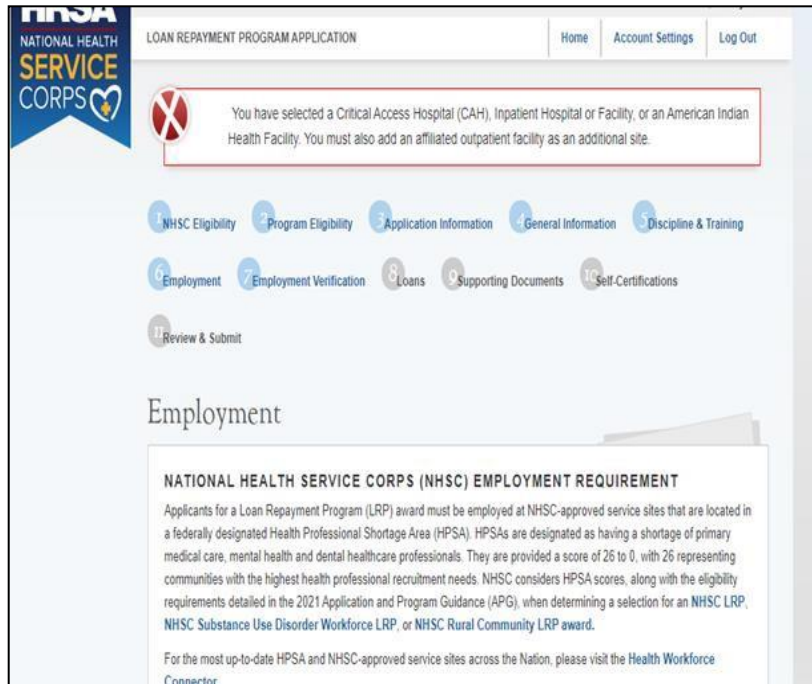 HRSA
NATIONAL HEALTH
SERVICE
CORPS
LOAN REPAYMENT PROGRAM APPLICATION
Home
Account Settings
Log Out
You have selected a Critical Access Hospital (CAH), Inpatient Hospital or Facility, or an American Indian
Health Facility. You must also add an affiliated outpatient facility as an additional site.
1 NHSC Eligibility
2 Program Eligibility
3 Application Information
4 General Information
5 Discipline & Training
6 Employment
7 Employment Verification
8 Loans
9 Supporting Documents
10 Self-Certifications
11 Review & Submit
Employment
NATIONAL HEALTH SERVICE CORPS (NHSC) EMPLOYMENT REQUIREMENT
Applicants for a Loan Repayment Program (LRP) award must be employed at NHSC-approved service sites that are located in
a federally designated Health Professional Shortage Area (HPSA). HPSAs are designated as having a shortage of primary
medical care, mental health and dental healthcare professionals. They are provided a score of 26 to 0, with 26 representing
communities with the highest health professional recruitment needs. NHSC considers HPSA scores, along with the eligibility
requirements detailed in the 2021 Application and Program Guidance (APG), when determining a selection for an NHSC LRP,
NHSC Substance Use Disorder Workforce LRP, or NHSC Rural Community LRP award.
For the most up-to-date HPSA and NHSC-approved service sites across the Nation, please visit the Health Workforce
Connector